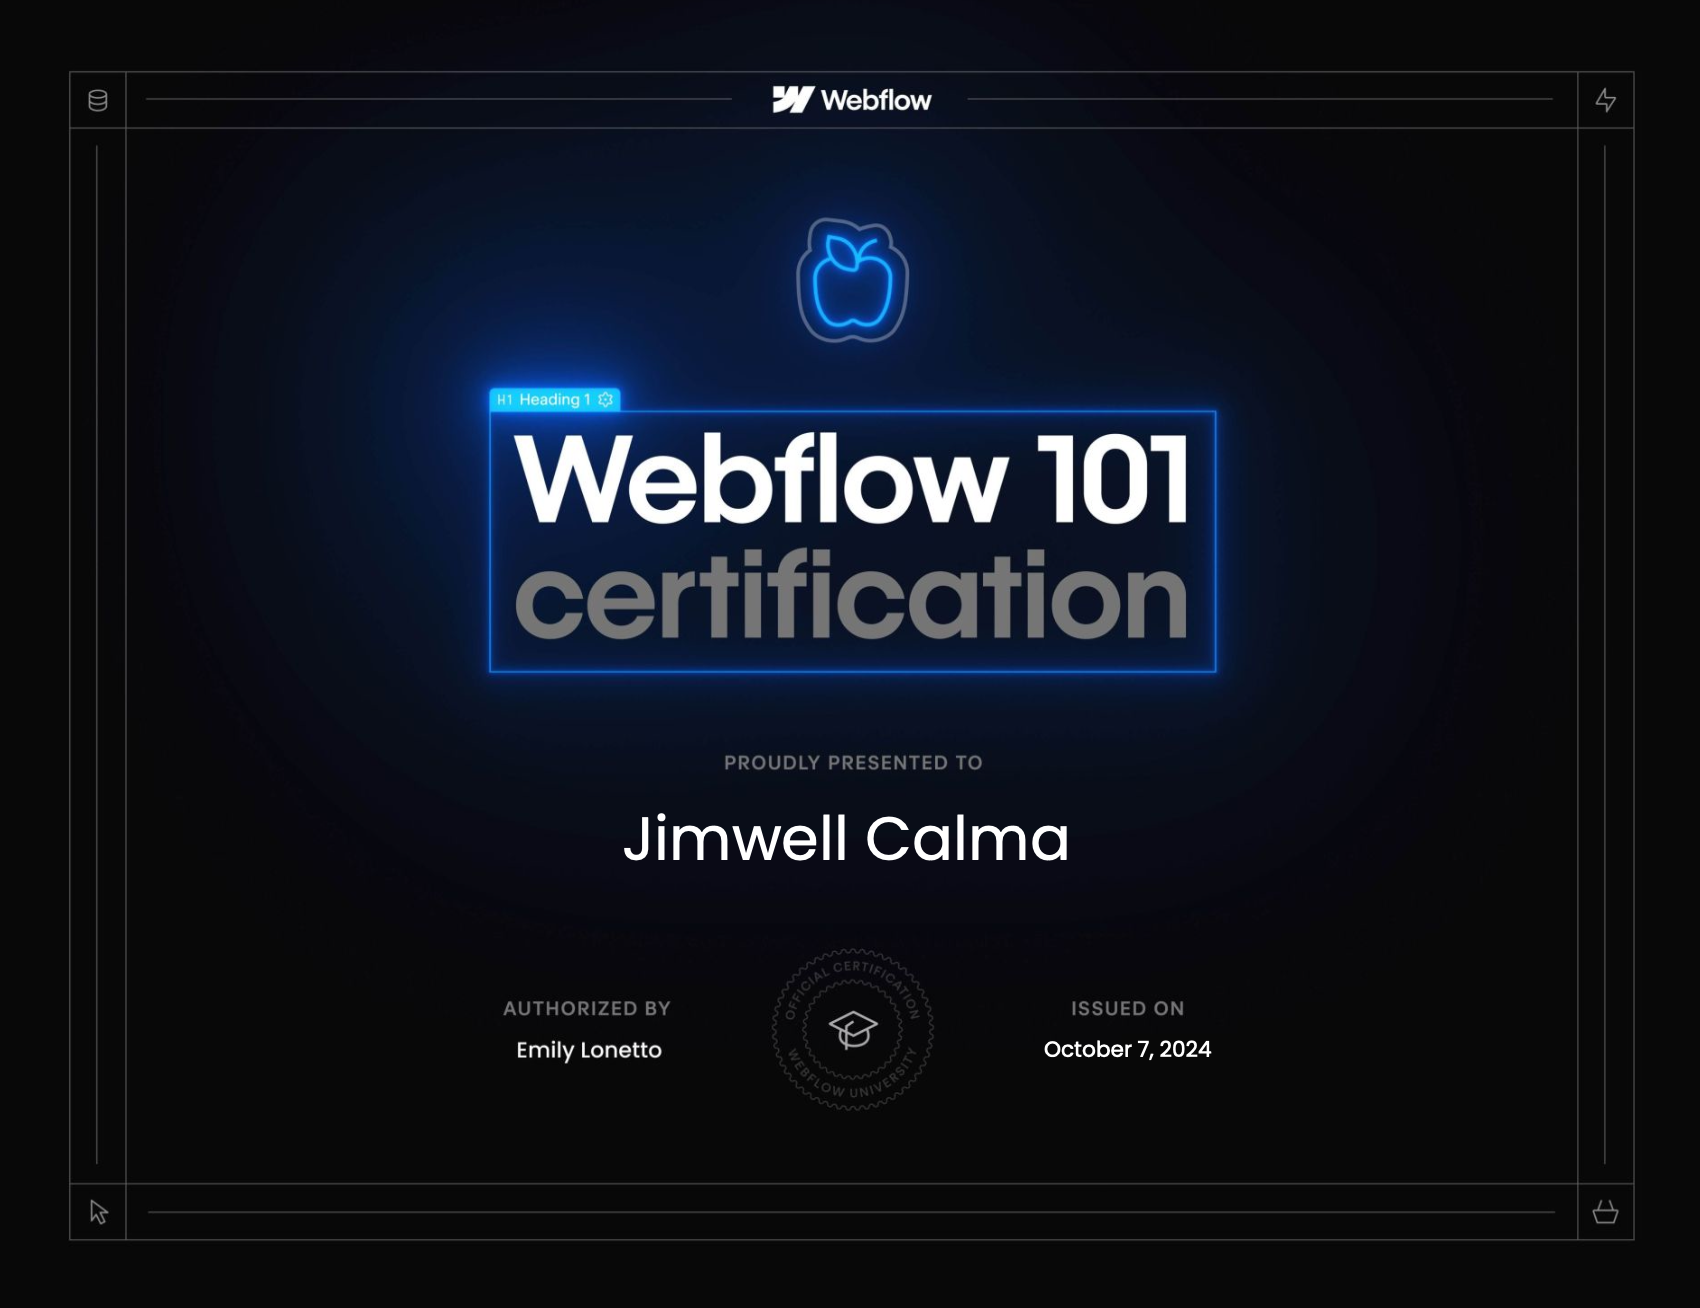 Webflow
H1 Heading 1
Webflow 101
certification
PROUDLY PRESENTED TO
Jimwell Calma
AUTHORIZED BY
Emily Lonetto
OFFICIAL CERTIFICATION
WEBFLOW UNIVERSITY
ISSUED ON
October 7, 2024